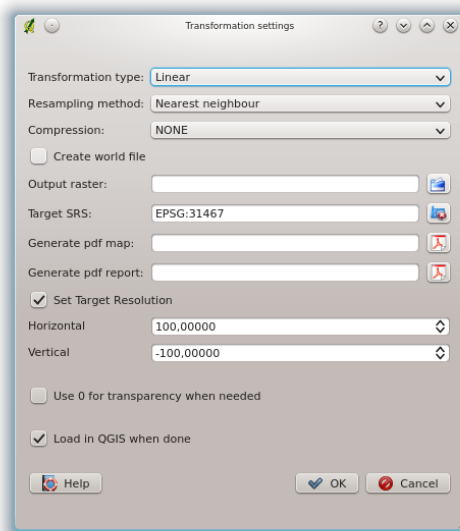 Transformation settings
Transformation type: Linear
Resampling method: Nearest neighbour
Compression: NONE
Create world file
Output raster:
Target SRS: EPSG:31467
Generate pdf map:
Generate pdf report:
Set Target Resolution
Horizontal 100,00000
Vertical -100,00000
Use 0 for transparency when needed
Load in QGIS when done
Help OK Cancel